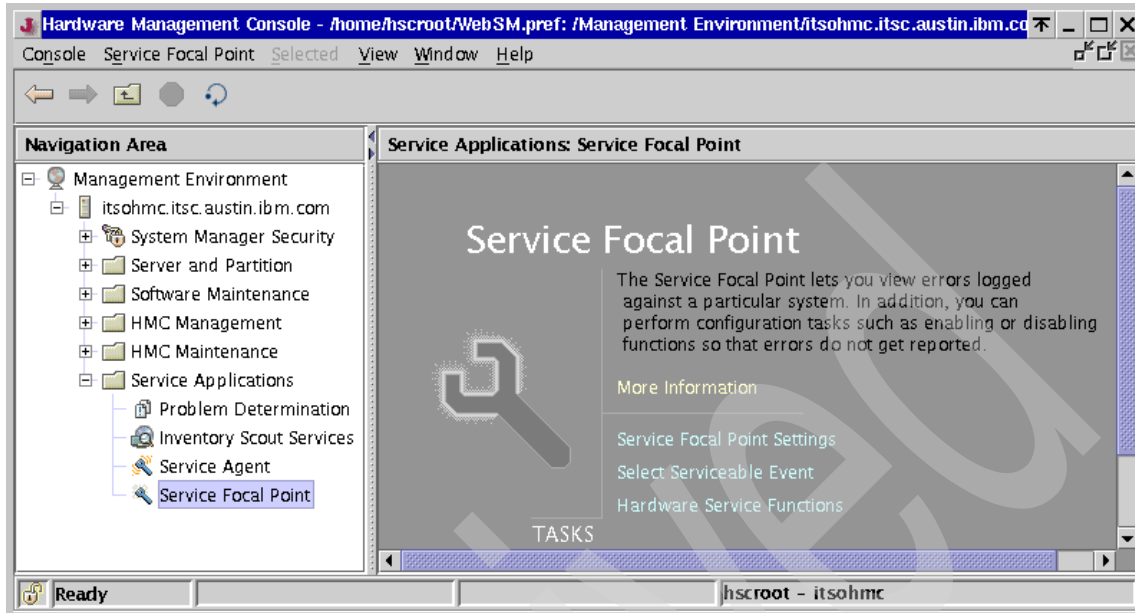 Hardware Management Console - /home/hscroot/WebSM.pref: /Management Environment/itsohmc.itsc.austin.ibm.co
Console Service Focal Point Selected View Window Help
Navigation Area
Management Environment
itsohmc.itsc.austin.ibm.com
System Manager Security
Server and Partition
Software Maintenance
HMC Management
HMC Maintenance
Service Applications
Problem Determination
Inventory Scout Services
Service Agent
Service Focal Point
Service Applications: Service Focal Point
Service Focal Point
The Service Focal Point lets you view errors logged
against a particular system. In addition, you can
perform configuration tasks such as enabling or disabling
functions so that errors do not get reported.
More Information
Service Focal Point Settings
Select Serviceable Event
Hardware Service Functions
TASKS
Ready
hscroot - itsohmc